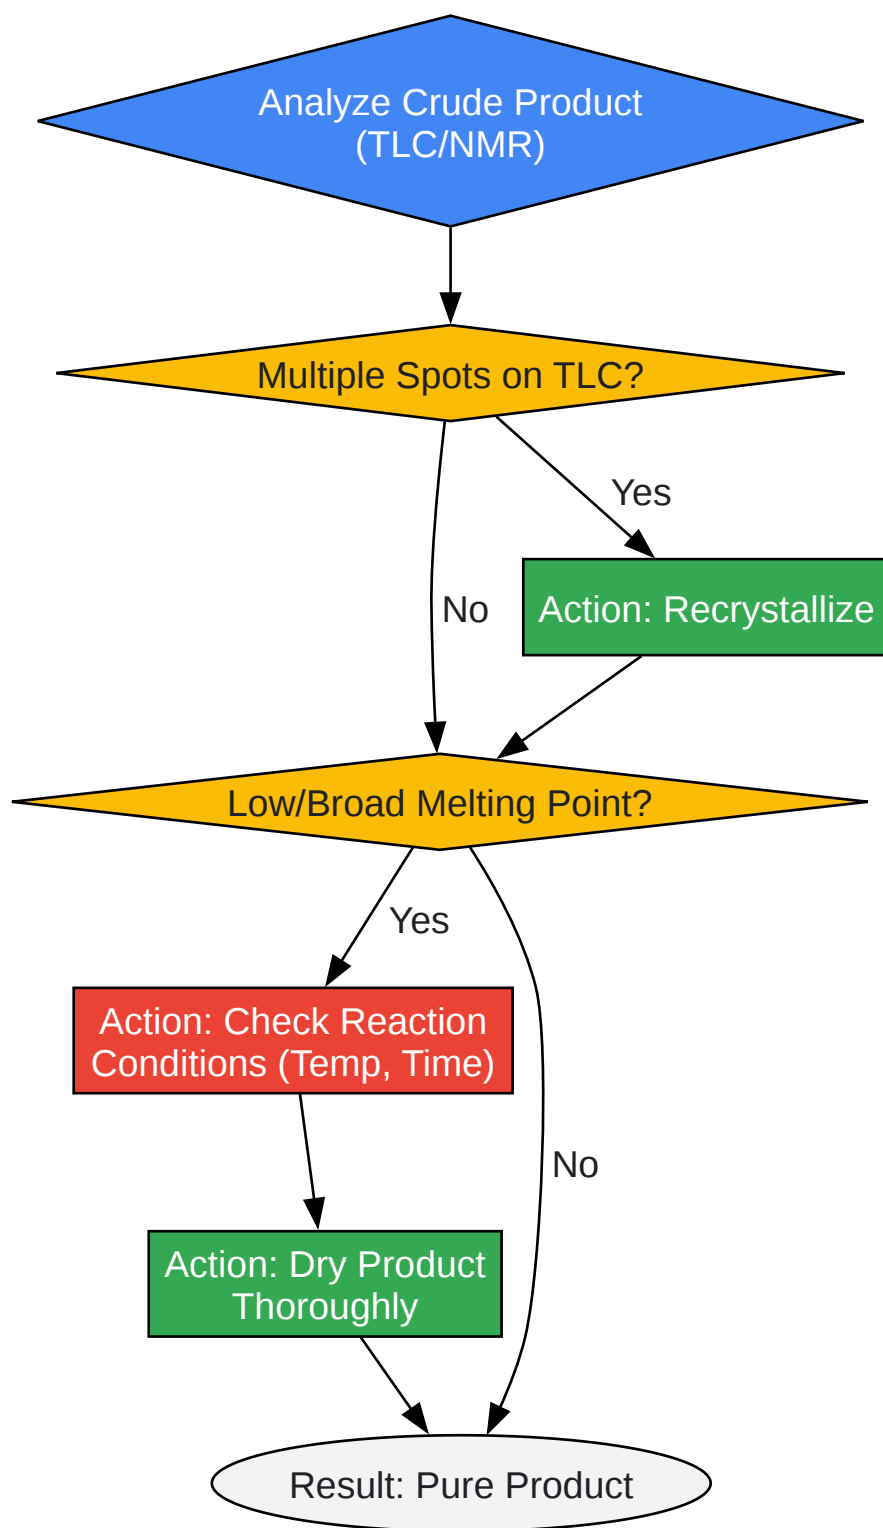 Analyze Crude Product
(TLC/NMR)
Multiple Spots on TLC?
Yes
No
Action: Recrystallize
Low/Broad Melting Point?
Yes
Action: Check Reaction
Conditions (Temp, Time)
No
Action: Dry Product
Thoroughly
Result: Pure Product